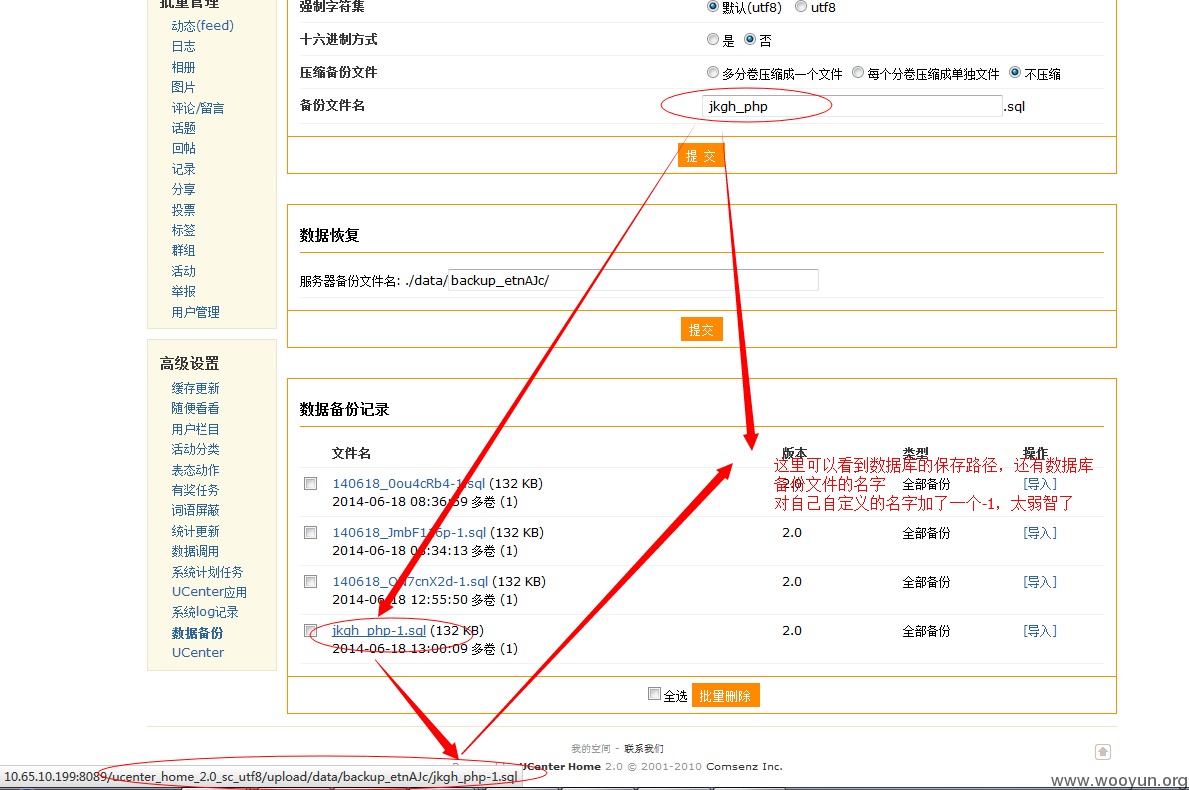 批量管理
动态(feed)
日志
相册
图片
评论/留言
话题
回帖
记录
分享
投票
标签
群组
活动
举报
用户管理
高级设置
缓存更新
随便看看
用户栏目
活动分类
表态动作
有奖任务
词语屏蔽
统计更新
数据调用
系统计划任务
UCenter应用
系统log记录
数据备份
UCenter
强制字符集 默认(utf8) utf8
十六进制方式 是 否
压缩备份文件 多分卷压缩成一个文件 每个分卷压缩成单独文件 不压缩
备份文件名 jkgh_php .sql
提 交
数据恢复
服务器备份文件名: ./data/ backup_etnAJc/
提交
数据备份记录
文件名 版本 类型 操作
140618_0ou4cRb4-1.sql (132 KB) 2.0 全部备份 [导入]
2014-06-18 08:36:59 多卷 (1)
这里可以看到数据库的保存路径，还有数据库
备份文件的名字
对自己自定义的名字加了一个-1，太弱智了
(132 KB) 2.0 全部备份 [导入]
2014-06-18 08:34:13 多卷 (1)
(132 KB) 2.0 全部备份 [导入]
2014-06-18 12:55:50 多卷 (1)
jkgh_php-1.sql (132 KB) 2.0 全部备份 [导入]
2014-06-18 13:00:09 多卷 (1)
全选 批量删除
我的空间 - 联系我们
UCenter Home 2.0 © 2001-2010 Comsenz Inc.
10.65.10.199:8089/ucenter_home_2.0_sc_utf8/upload/data/backup_etnAJc/jkgh_php-1.sql
www.wooyun.org